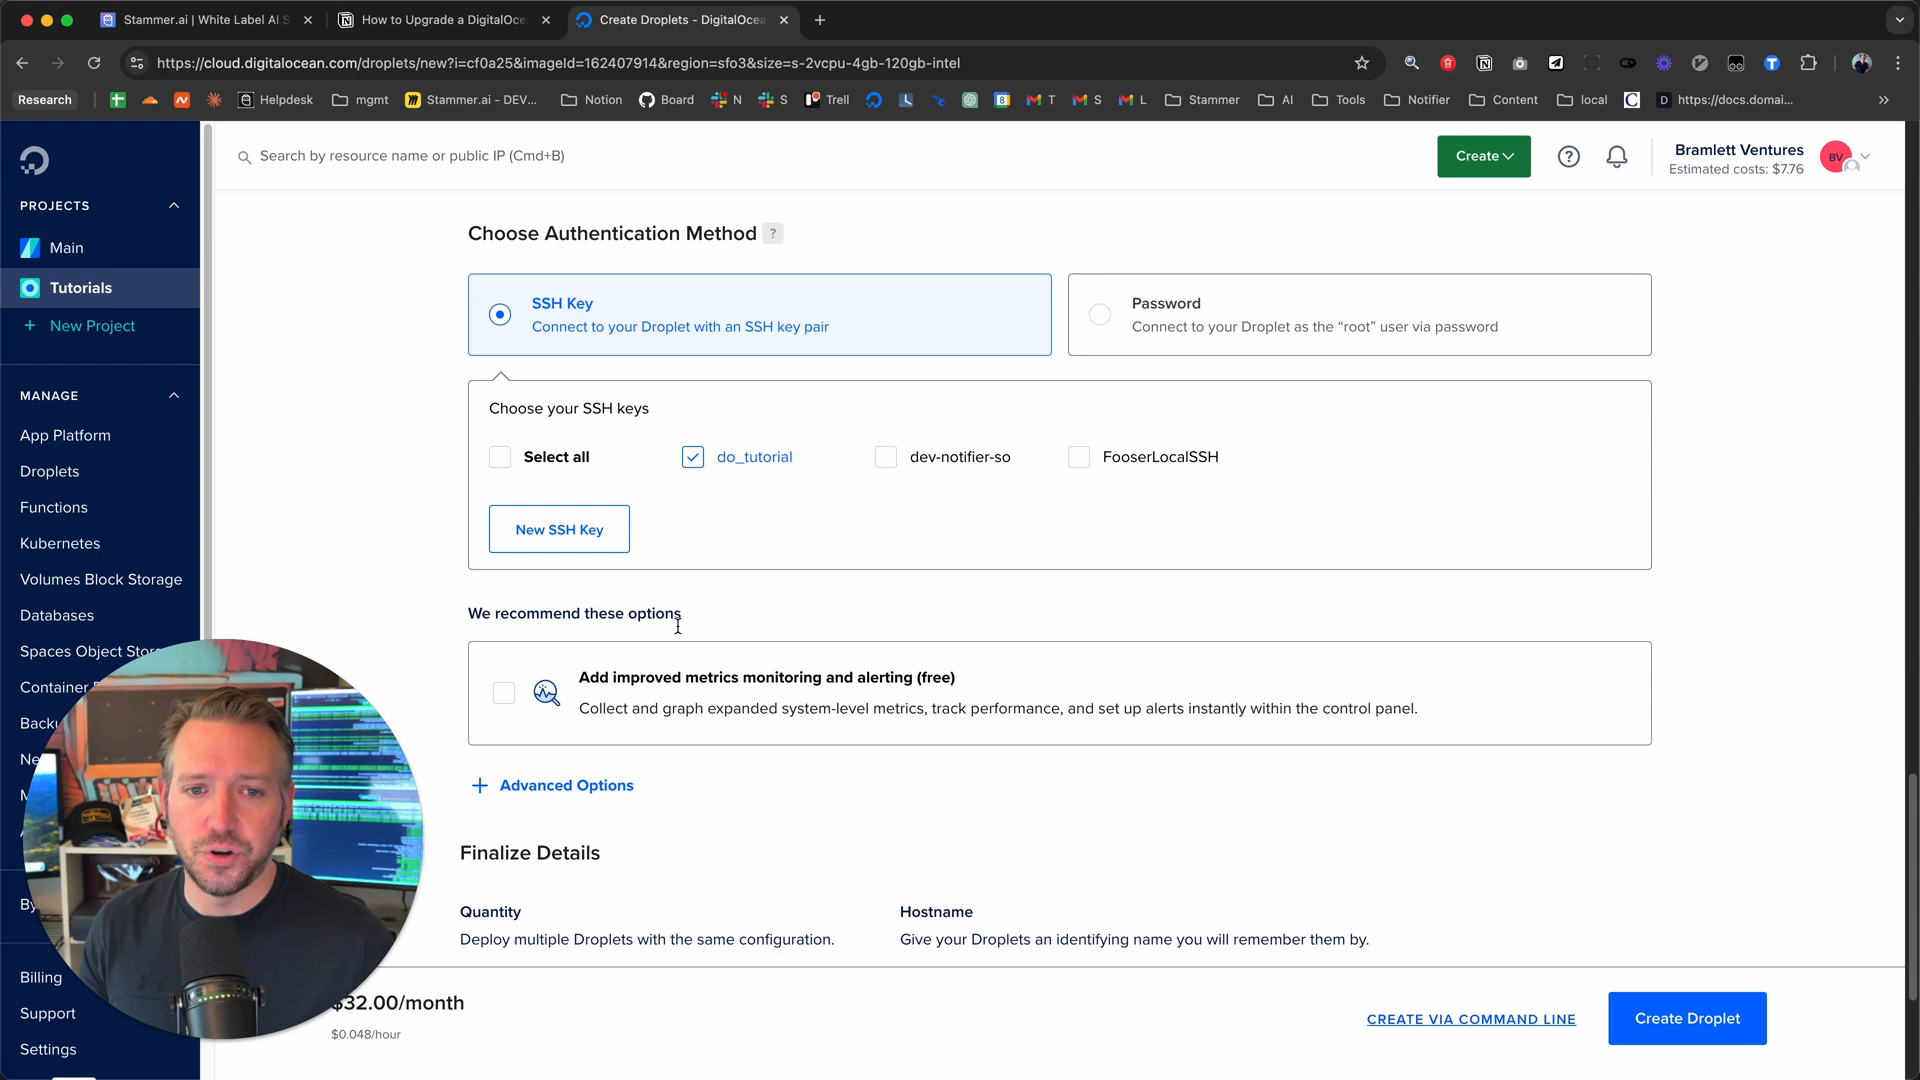 Stammer.ai | White Label AI S
How to Upgrade a DigitalOce
Create Droplets - DigitalOcea
https://cloud.digitalocean.com/droplets/new?i=cf0a25&imageId=162407914&region=sfo3&size=s-2vcpu-4gb-120gb-intel
Research
Helpdesk
mgmt
Stammer.ai - DEV...
Notion
Board
N
S
Trell
M T
M S
M L
Stammer
AI
Tools
Notifier
Content
local
https://docs.domai...
Search by resource name or public IP (Cmd+B)
Create
Bramlett Ventures
Estimated costs: $7.76
BV
PROJECTS
Main
Tutorials
+ New Project
MANAGE
App Platform
Droplets
Functions
Kubernetes
Volumes Block Storage
Databases
Spaces Object Stor
Container
Back
Ne
M
A
By
Billing
Support
Settings
Choose Authentication Method ?
SSH Key
Connect to your Droplet with an SSH key pair
Password
Connect to your Droplet as the “root” user via password
Choose your SSH keys
Select all
do_tutorial
dev-notifier-so
FooserLocalSSH
New SSH Key
We recommend these options
Add improved metrics monitoring and alerting (free)
Collect and graph expanded system-level metrics, track performance, and set up alerts instantly within the control panel.
+ Advanced Options
Finalize Details
Quantity
Deploy multiple Droplets with the same configuration.
Hostname
Give your Droplets an identifying name you will remember them by.
$32.00/month
$0.048/hour
CREATE VIA COMMAND LINE
Create Droplet